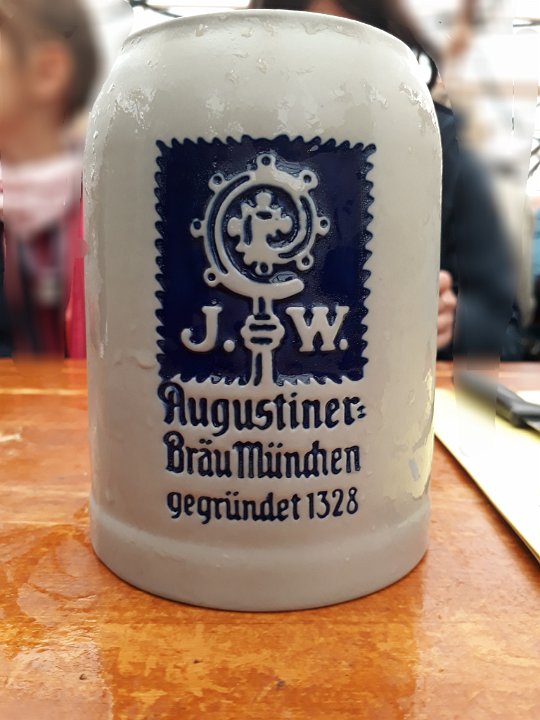 J. W.
Augustiner-
Bräu München
gegründet 1328